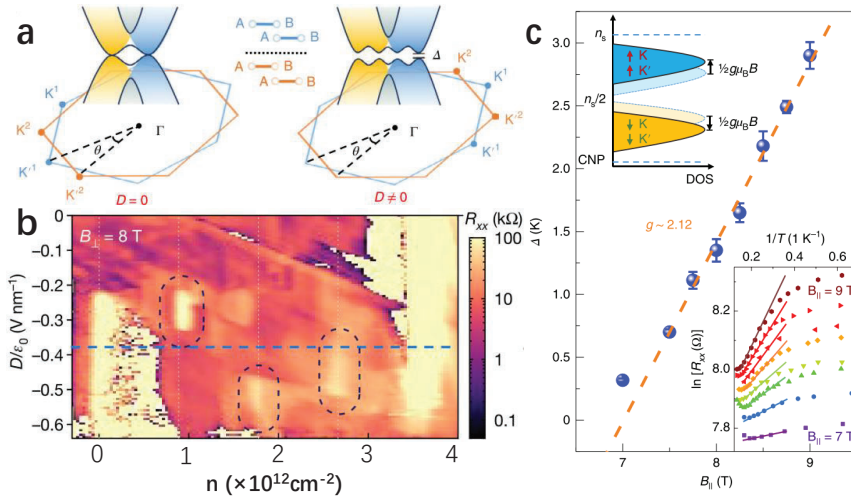 a
A B A B
A B A B
A B A B
A B A B
Δ
K¹
K²
K′¹
K′²
θ
Γ
D = 0
K²
K′²
K¹
K′¹
θ
Γ
D ≠ 0
b
B⊥ = 8 T
Rxx (kΩ)
100
10
1
0.1
D/ε0 (V nm⁻¹)
0
−0.1
−0.2
−0.3
−0.4
−0.5
−0.6
0 1 2 3 4
n (×10¹²cm⁻²)
c
Δ (K)
3.0
2.5
2.0
1.5
1.0
0.5
0
7 8 9
B|| (T)
g ~ 2.12
ns
ns/2
CNP
DOS
K
K′
K
K′
½gμBB
½gμBB
1/T (1 K⁻¹)
0.2 0.4 0.6
ln [Rxx (Ω)]
8.2
8.0
7.8
B|| = 9 T
B|| = 7 T